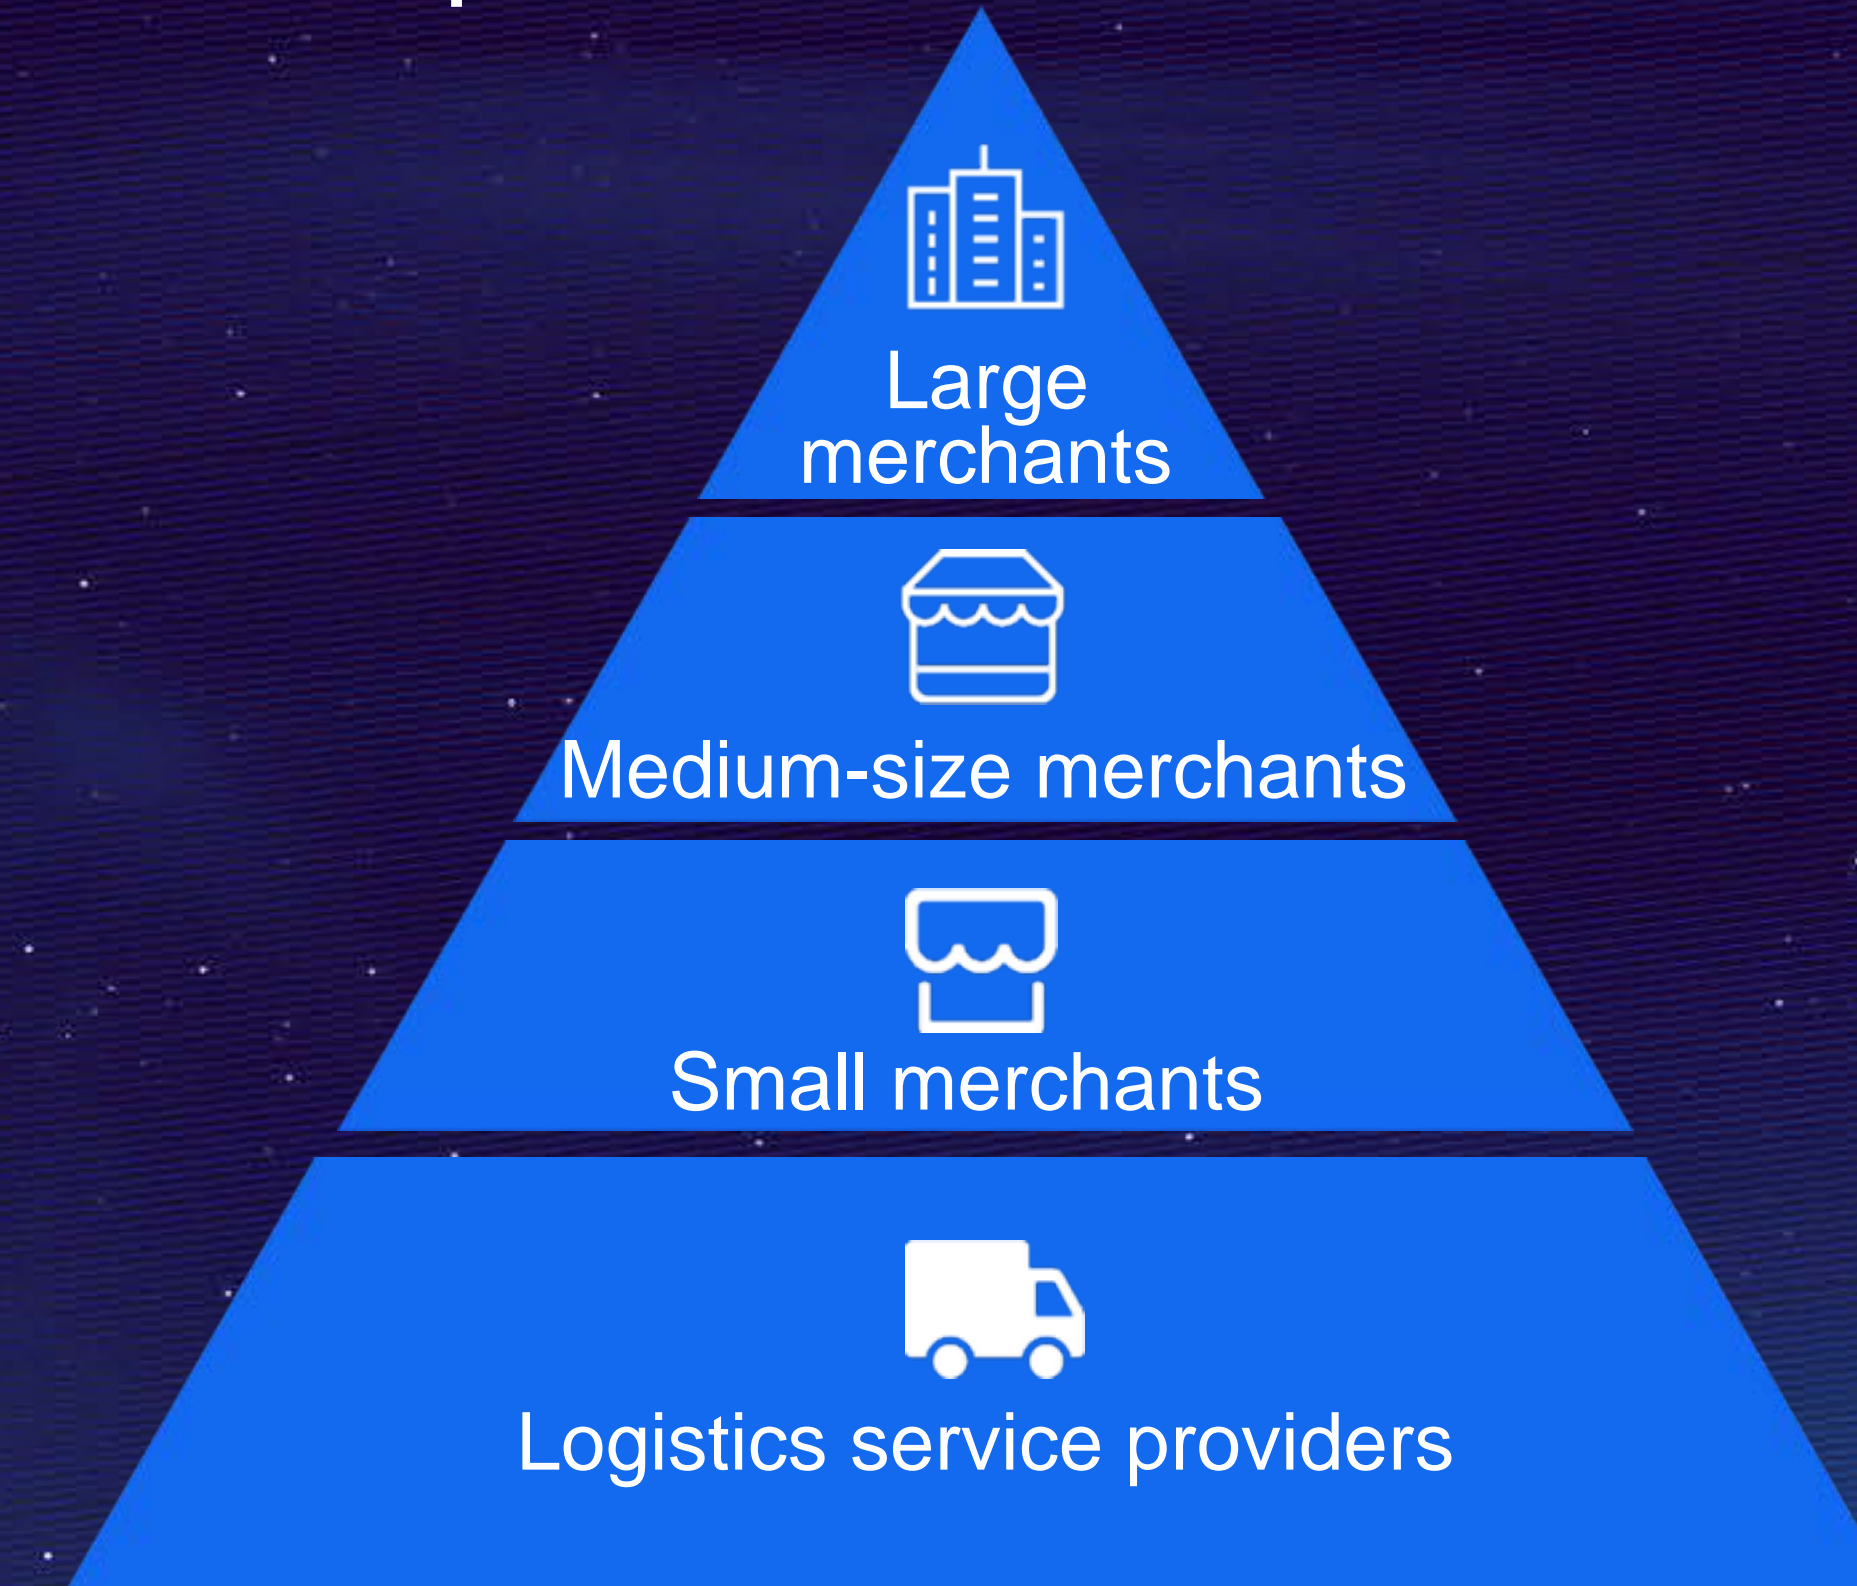 Large
merchants
Medium-size merchants
Small merchants
Logistics service providers